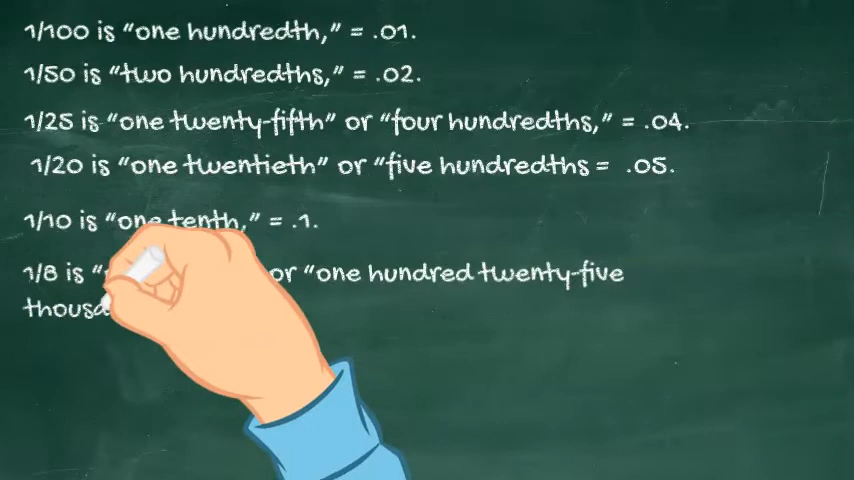 1/100 is “one hundredth,” = .01.
1/50 is “two hundredths,” = .02.
1/25 is “one twenty-fifth” or “four hundredths,” = .04.
1/20 is “one twentieth” or “five hundredths = .05.
1/10 is “one tenth,” = .1.
1/8 is “ or “one hundred twenty-five
thousa